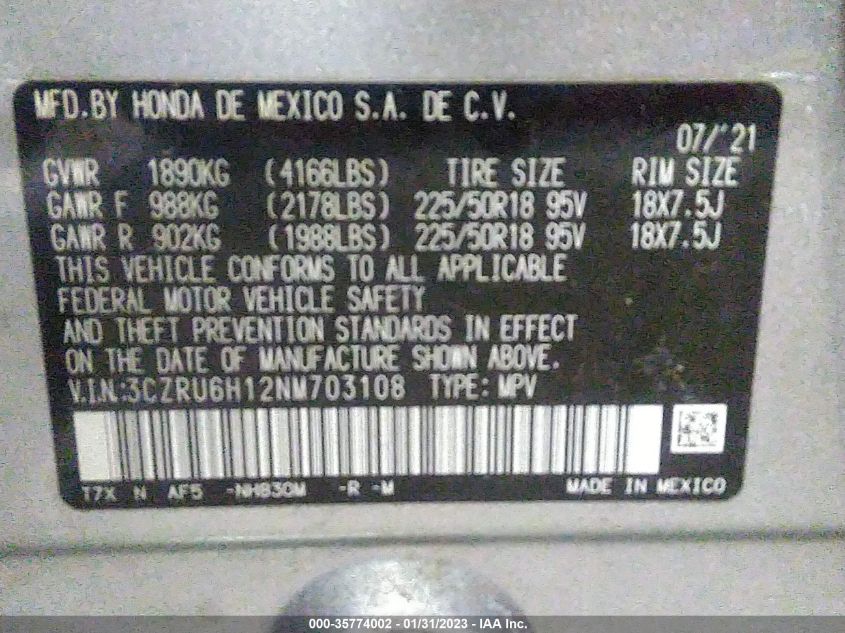 MFD.BY HONDA DE MEXICO S.A. DE C.V.
07/'21
GVWR 1890KG (4166LBS) TIRE SIZE RIM SIZE
GAWR F 988KG (2178LBS) 225/50R18 95V 18X7.5J
GAWR R 902KG (1988LBS) 225/50R18 95V 18X7.5J
THIS VEHICLE CONFORMS TO ALL APPLICABLE
FEDERAL MOTOR VEHICLE SAFETY
AND THEFT PREVENTION STANDARDS IN EFFECT
ON THE DATE OF MANUFACTURE SHOWN ABOVE.
V.I.N.:3CZRU6H12NM703108 TYPE: MPV
T7X N AF5 -NH830M -R -M MADE IN MEXICO
000-35774002 - 01/31/2023 - IAA Inc.